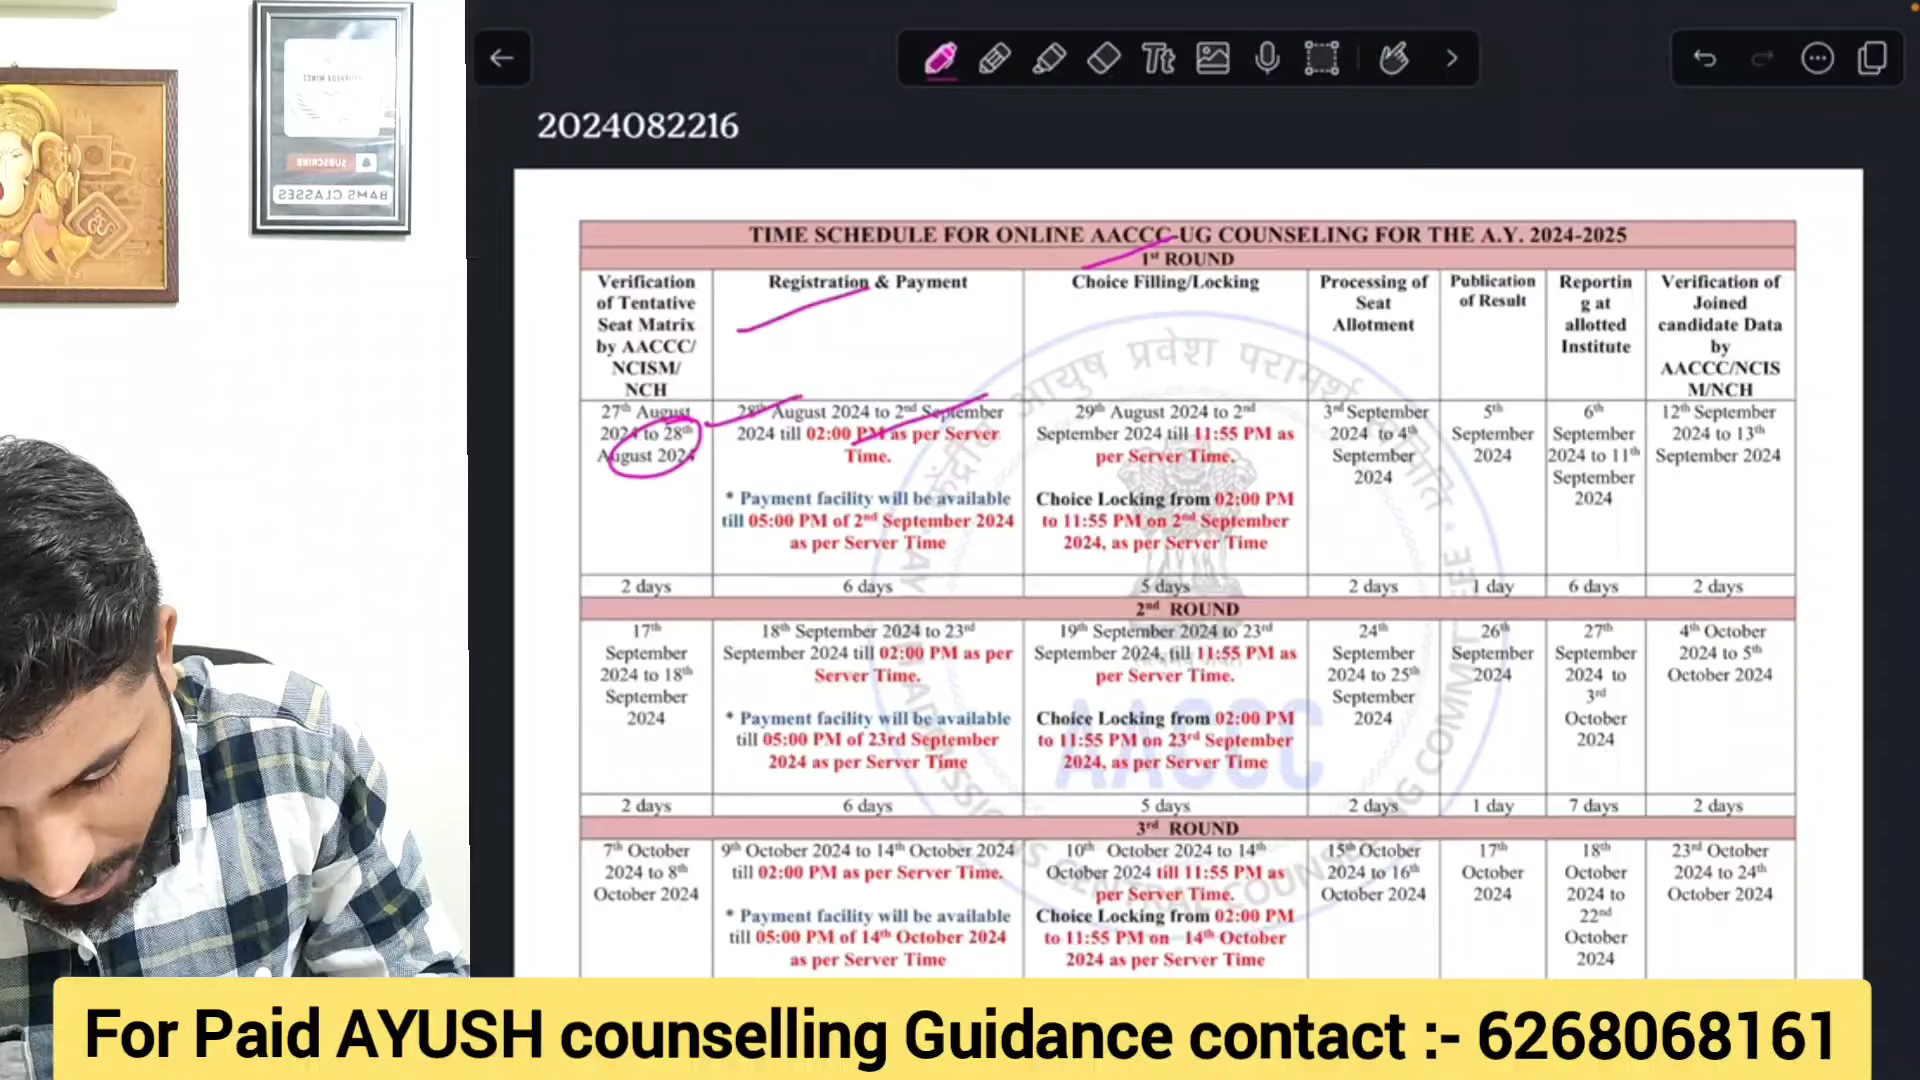 SUBSCRIBE
BAMS CLASSES
2024082216
TIME SCHEDULE FOR ONLINE AACCC-UG COUNSELING FOR THE A.Y. 2024-2025
1st ROUND
Verification
of Tentative
Seat Matrix
by AACCC/
NCISM/
NCH
Registration & Payment
Choice Filling/Locking
Processing of
Seat
Allotment
Publication
of Result
Reportin
g at
allotted
Institute
Verification of
Joined
candidate Data
by
AACCC/NCIS
M/NCH
27th August
2024 to 28th
August 2024
28th August 2024 to 2nd September
2024 till 02:00 PM as per Server
Time.
* Payment facility will be available
till 05:00 PM of 2nd September 2024
as per Server Time
29th August 2024 to 2nd
September 2024 till 11:55 PM as
per Server Time.
Choice Locking from 02:00 PM
to 11:55 PM on 2nd September
2024, as per Server Time
3rd September
2024 to 4th
September
2024
5th
September
2024
6th
September
2024 to 11th
September
2024
12th September
2024 to 13th
September 2024
2 days
6 days
5 days
2 days
1 day
6 days
2 days
2nd ROUND
17th
September
2024 to 18th
September
2024
18th September 2024 to 23rd
September 2024 till 02:00 PM as per
Server Time.
* Payment facility will be available
till 05:00 PM of 23rd September
2024 as per Server Time
19th September 2024 to 23rd
September 2024, till 11:55 PM as
per Server Time.
Choice Locking from 02:00 PM
to 11:55 PM on 23rd September
2024, as per Server Time
24th
September
2024 to 25th
September
2024
26th
September
2024
27th
September
2024 to
3rd
October
2024
4th October
2024 to 5th
October 2024
2 days
6 days
5 days
2 days
1 day
7 days
2 days
3rd ROUND
7th October
2024 to 8th
October 2024
9th October 2024 to 14th October 2024
till 02:00 PM as per Server Time.
* Payment facility will be available
till 05:00 PM of 14th October 2024
as per Server Time
10th October 2024 to 14th
October 2024 till 11:55 PM as
per Server Time.
Choice Locking from 02:00 PM
to 11:55 PM on 14th October
2024 as per Server Time
15th October
2024 to 16th
October 2024
17th
October
2024
18th
October
2024 to
22nd
October
2024
23rd October
2024 to 24th
October 2024
आयुष प्रवेश परामर्श समिति
AACCC
For Paid AYUSH counselling Guidance contact :- 6268068161